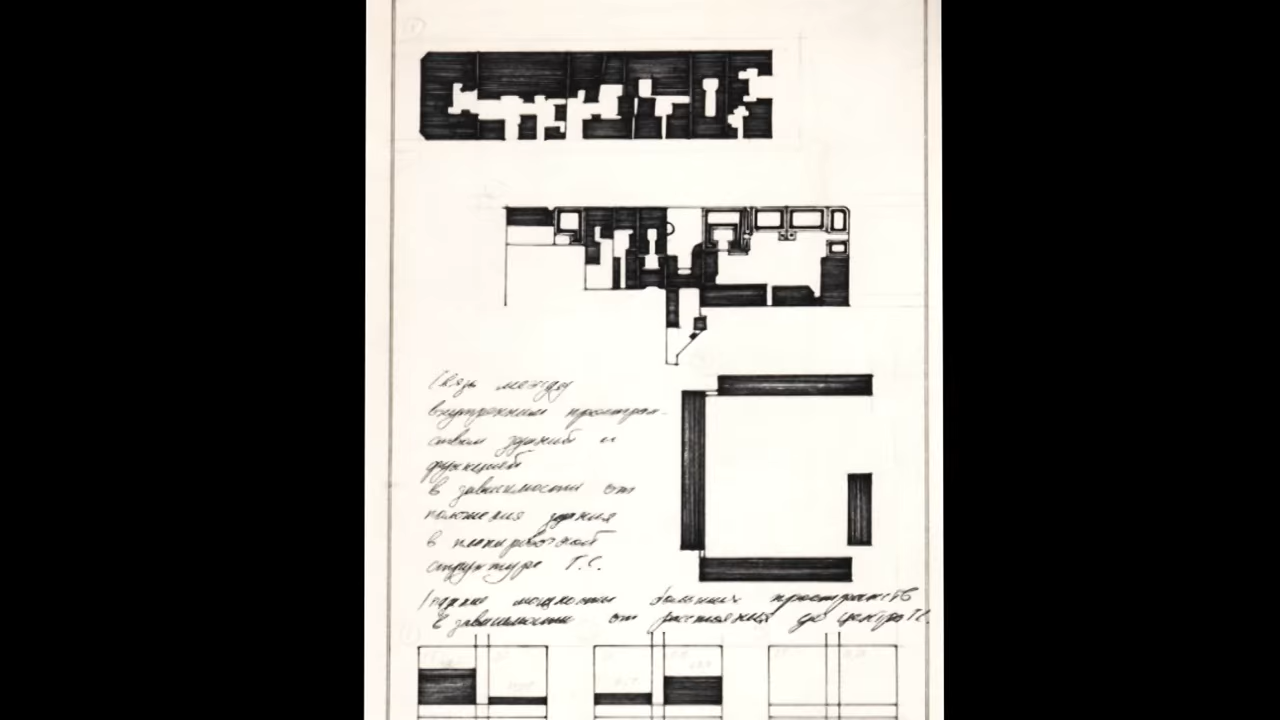 Связь между
внутренним простран-
ством зданий и
функцией
в зависимости от
положения здания
в планировочной
структуре Г.С.
мощности больших пространств
в зависимости от расстояния до центра Г.С.